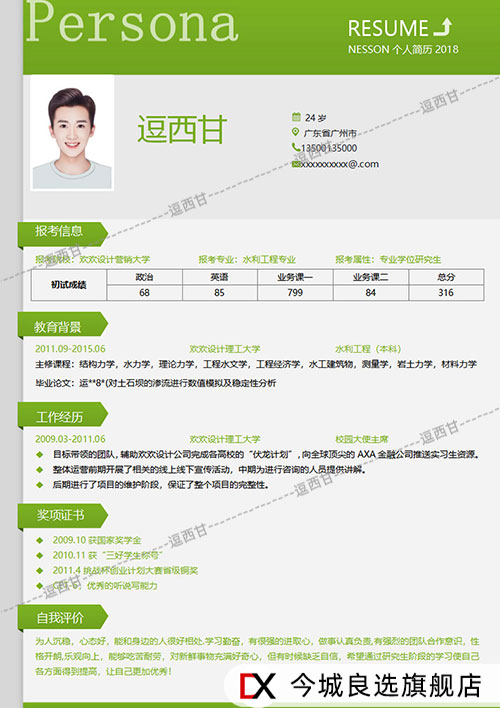 Persona
RESUME
NESSON 个人简历 2018
逗西甘
24 岁
广东省广州市
13500135000
xxxxxxxxxx@.com
逗西甘
逗西甘
报考信息
报考院校：欢欢设计营销大学 报考专业：水利工程专业 报考属性：专业学位研究生
逗西甘
初试成绩 政治 英语 业务课一 业务课二 总分
68 85 799 84 316
教育背景
2011.09-2015.06 欢欢设计理工大学 水利工程（本科）
主修课程：结构力学，水力学，理论力学，工程水文学，工程经济学，水工建筑物，测量学，岩土力学，材料力学
毕业论文：运**8*(对土石坝的渗流进行数值模拟及稳定性分析
工作经历
2009.03-2011.06 欢欢设计理工大学 校园大使主席
逗西甘
目标带领的团队, 辅助欢欢设计公司完成各高校的“伏龙计划”, 向全球顶尖的 AXA 金融公司推送实习生资源。
整体运营前期开展了相关的线上线下宣传活动，中期为进行咨询的人员提供讲解。
后期进行了项目的维护阶段，保证了整个项目的完整性。
奖项证书
逗西甘
2009.10 获国家奖学金
2010.11 获“三好学生称号”
2011.4 挑战杯创业计划大赛省级铜奖
逗西甘
优秀的听说写能力
自我评价
为人沉稳，心态好，能和身边的人很好相处,学习勤奋，有很强的进取心，做事认真负责,有强烈的团队合作意识，性
格开朗,乐观向上，能够吃苦耐劳，对新鲜事物充满好奇心，但有时候缺乏自信，希望通过研究生阶段的学习使自己
各方面得到提高，让自己更加优秀！
CX 今城良选旗舰店